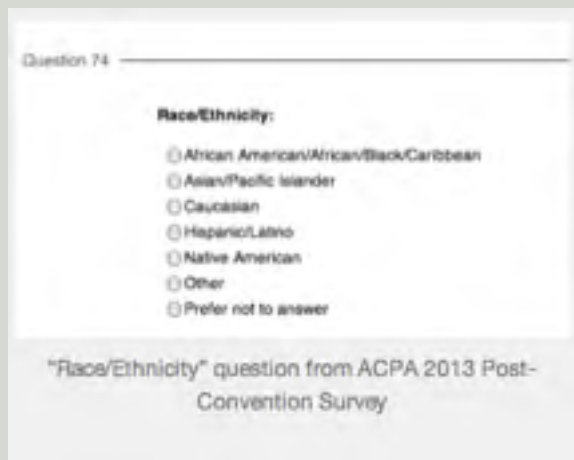 Question 74
Race/Ethnicity:
African American/African/Black/Caribbean
Asian/Pacific Islander
Caucasian
Hispanic/Latino
Native American
Other
Prefer not to answer
"Race/Ethnicity" question from ACPA 2013 Post-
Convention Survey